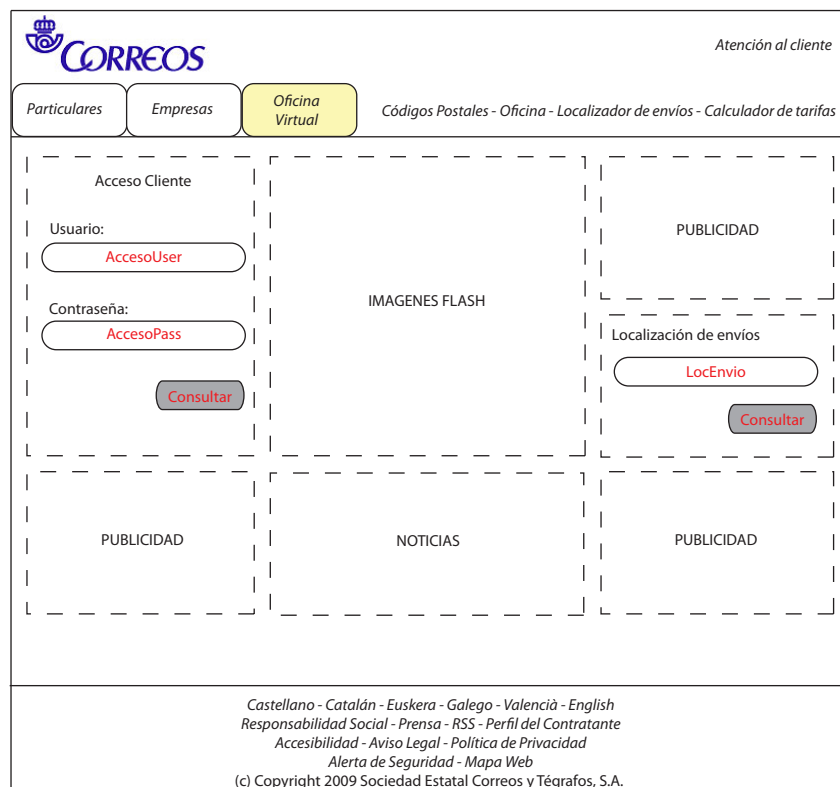 CORREOS
Atención al cliente
Particulares
Empresas
Oficina
Virtual
Códigos Postales - Oficina - Localizador de envíos - Calculador de tarifas
Acceso Cliente
Usuario:
AccesoUser
Contraseña:
AccesoPass
Consultar
IMAGENES FLASH
PUBLICIDAD
Localización de envíos
LocEnvio
Consultar
PUBLICIDAD
NOTICIAS
PUBLICIDAD
Castellano - Catalán - Euskera - Galego - Valencià - English
Responsabilidad Social - Prensa - RSS - Perfil del Contratante
Accesibilidad - Aviso Legal - Política de Privacidad
Alerta de Seguridad - Mapa Web
(c) Copyright 2009 Sociedad Estatal Correos y Tégrafos, S.A.